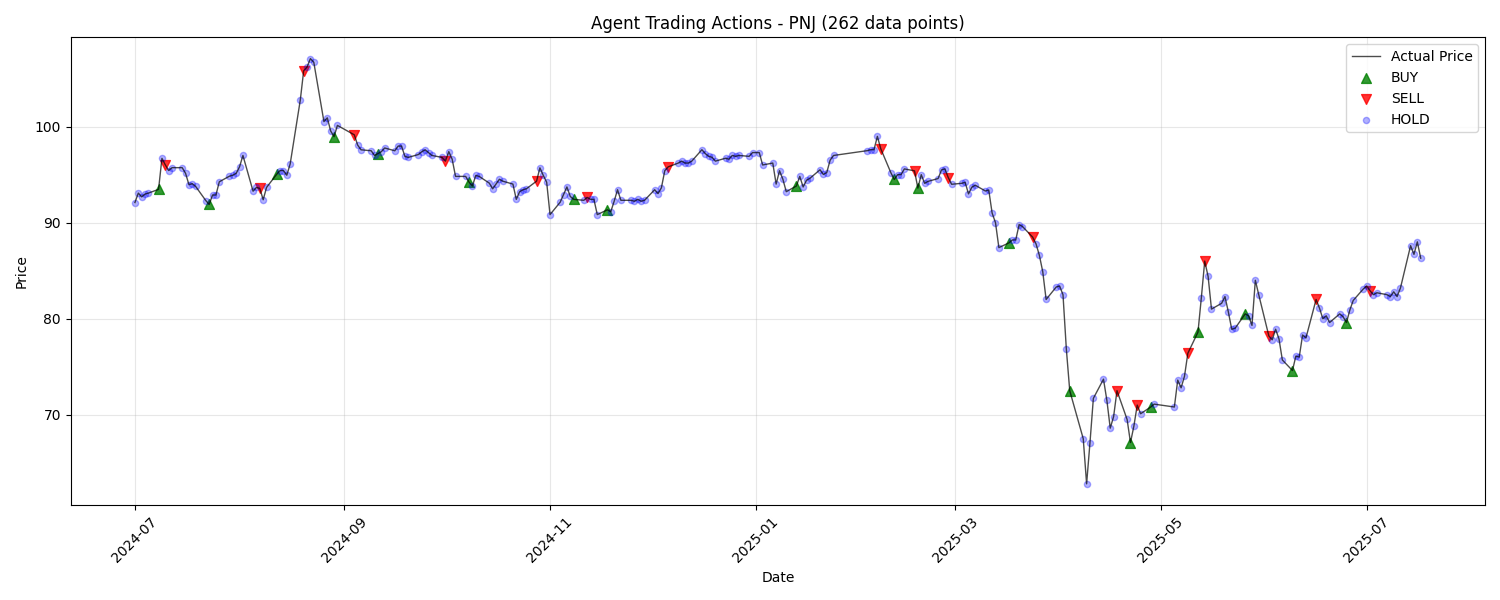 Agent Trading Actions - PNJ (262 data points)
Actual Price
BUY
SELL
HOLD
Price
100
90
80
70
2024-07
2024-09
2024-11
2025-01
2025-03
2025-05
2025-07
Date